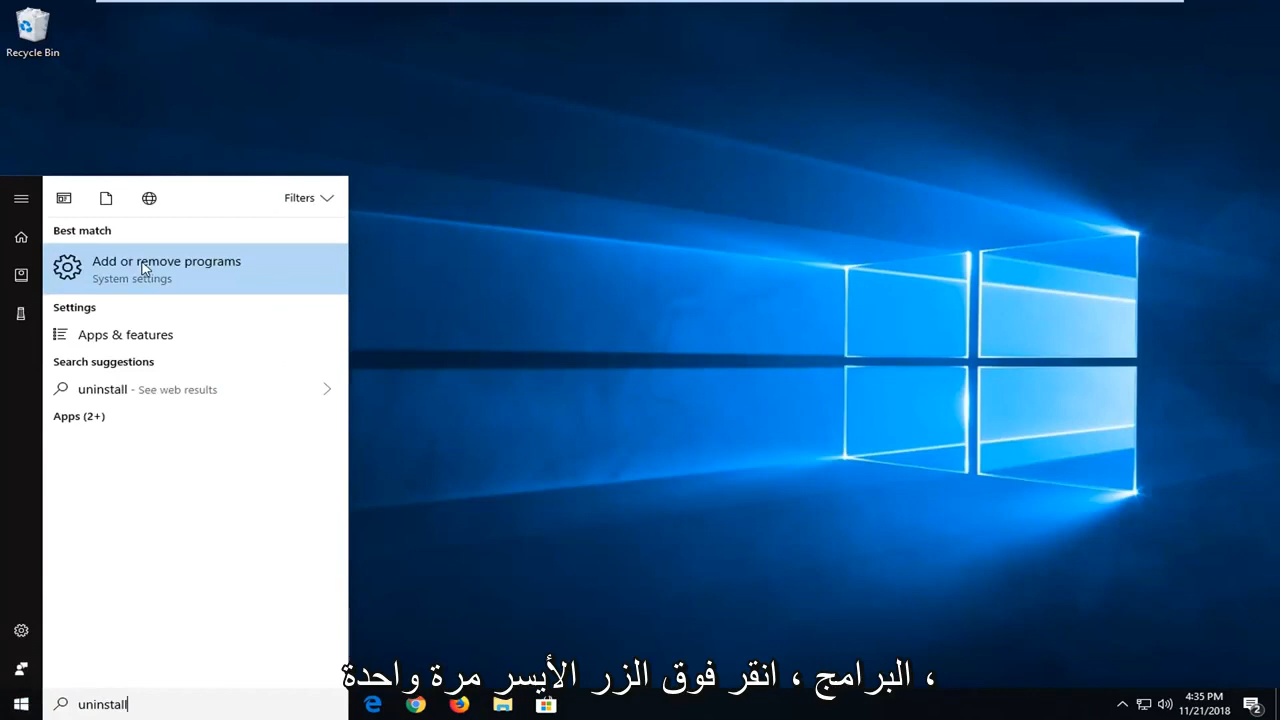 Recycle Bin
Filters
Best match
Add or remove programs
System settings
Settings
Apps & features
Search suggestions
uninstall - See web results
Apps (2+)
، البرامج ، انقر فوق الزر الأيسر مرة واحدة
uninstall
4:35 PM
11/21/2018
2